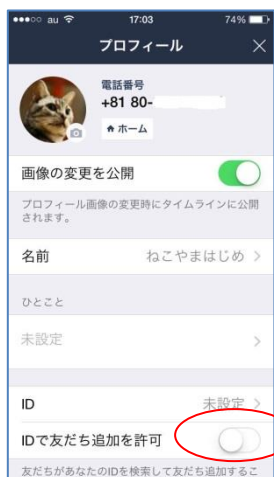 au 17:03 74%
プロフィール
電話番号
+81 80-
ホーム
画像の変更を公開
プロフィール画像の変更時にタイムラインに公開
されます。
名前 ねこやまはじめ
ひとこと
未設定
ID 未設定
IDで友だち追加を許可
友だちがあなたのIDを検索して友だち追加するこ